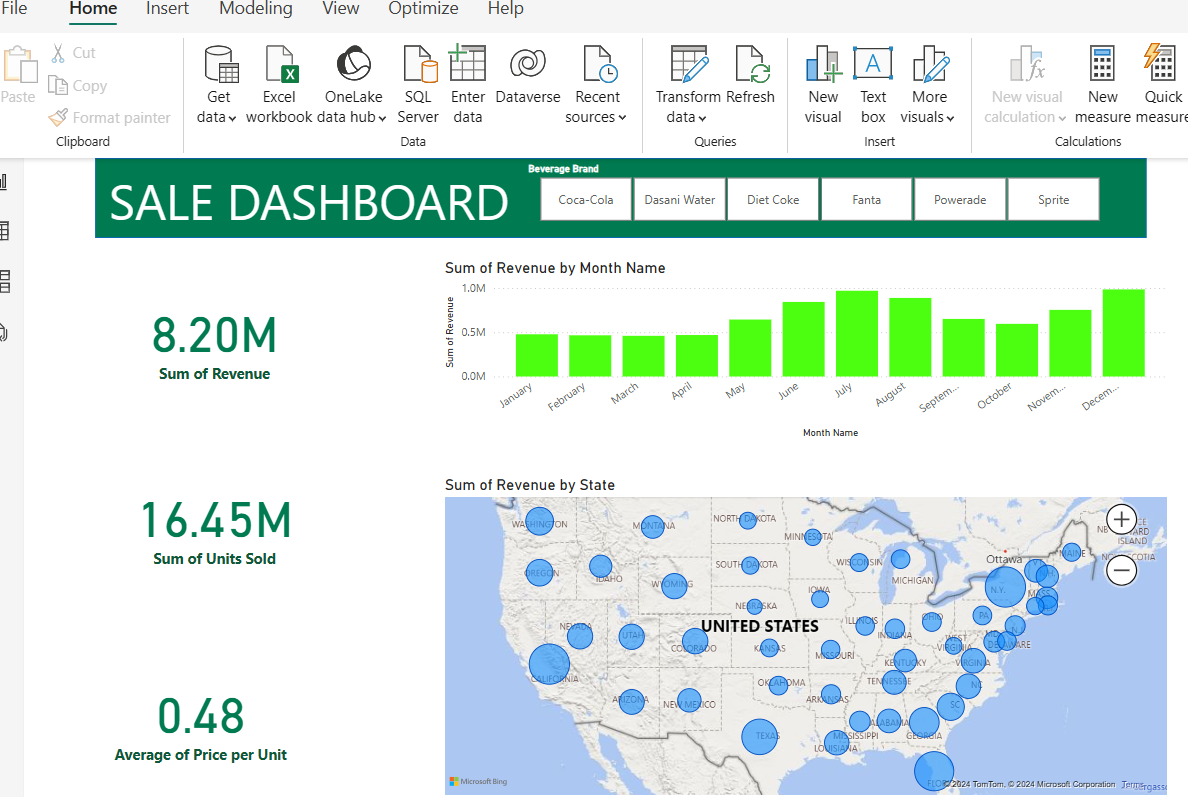 File Home Insert Modeling View Optimize Help
Paste
Cut
Copy
Format painter
Clipboard
Get data
Excel workbook
OneLake data hub
SQL Server
Enter data
Dataverse
Recent sources
Data
Transform data
Refresh
Queries
New visual
Text box
More visuals
Insert
New visual calculation
New measure
Quick measure
Calculations
SALE DASHBOARD
Beverage Brand
Coca-Cola Dasani Water Diet Coke Fanta Powerade Sprite
8.20M
Sum of Revenue
16.45M
Sum of Units Sold
0.48
Average of Price per Unit
Sum of Revenue by Month Name
Sum of Revenue
1.0M
0.5M
0.0M
January February March April May June July August Septem... October Novem... Decem...
Month Name
Sum of Revenue by State
WASHINGTON
MONTANA
NORTH DAKOTA
MINNESOTA
OREGON
IDAHO
SOUTH DAKOTA
WISCONSIN
MICHIGAN
Ottawa
MAINE
WYOMING
IOWA
N.Y.
MASS
NEBRASKA
UNITED STATES
NEVADA
UTAH
COLORADO
KANSAS
MISSOURI
ILLINOIS
INDIANA
OHIO
PA
N.J.
DELAWARE
WEST VIRGINIA
VIRGINIA
KENTUCKY
CALIFORNIA
ARIZONA
NEW MEXICO
OKLAHOMA
ARKANSAS
TENNESSEE
NC
SC
TEXAS
LOUISIANA
MISSISSIPPI
ALABAMA
GEORGIA
ISLAND
Microsoft Bing
© 2024 TomTom, © 2024 Microsoft Corporation Terms